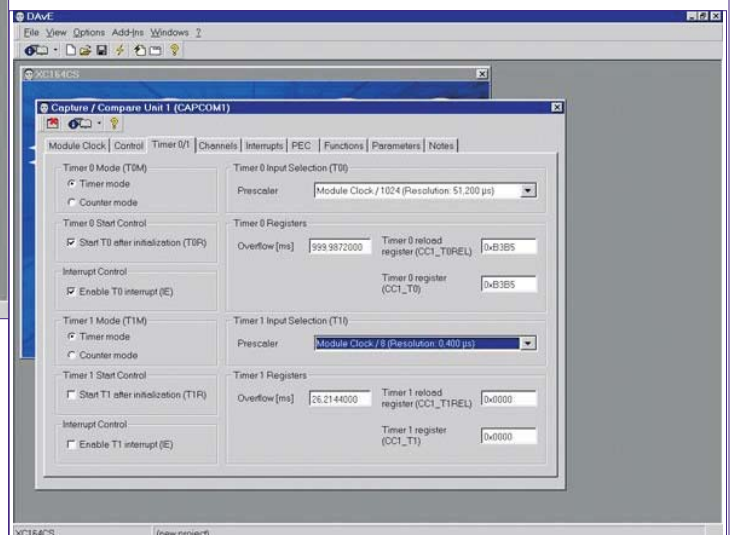 DAvE
File View Options Add-Ins Windows ?
XC164CS
Capture / Compare Unit 1 (CAPCOM1)
Module Clock Control Timer 0/1 Channels Interrupts PEC Functions Parameters Notes
Timer 0 Mode (T0M)
Timer mode
Counter mode
Timer 0 Input Selection (T0I)
Prescaler Module Clock / 1024 (Resolution: 51,200 µs)
Timer 0 Start Control
Start T0 after initialization (T0R)
Timer 0 Registers
Overflow [ms] 999.9872000
Timer 0 reload register (CC1_T0REL) 0xB3B5
Interrupt Control
Enable T0 interrupt (IE)
Timer 0 register (CC1_T0) 0xB3B5
Timer 1 Mode (T1M)
Timer mode
Counter mode
Timer 1 Input Selection (T1I)
Prescaler Module Clock / 8 (Resolution: 0,400 µs)
Timer 1 Start Control
Start T1 after initialization (T1R)
Timer 1 Registers
Overflow [ms] 26.2144000
Timer 1 reload register (CC1_T1REL) 0x0000
Interrupt Control
Enable T1 interrupt (IE)
Timer 1 register (CC1_T1) 0x0000
XC164CS (new project)